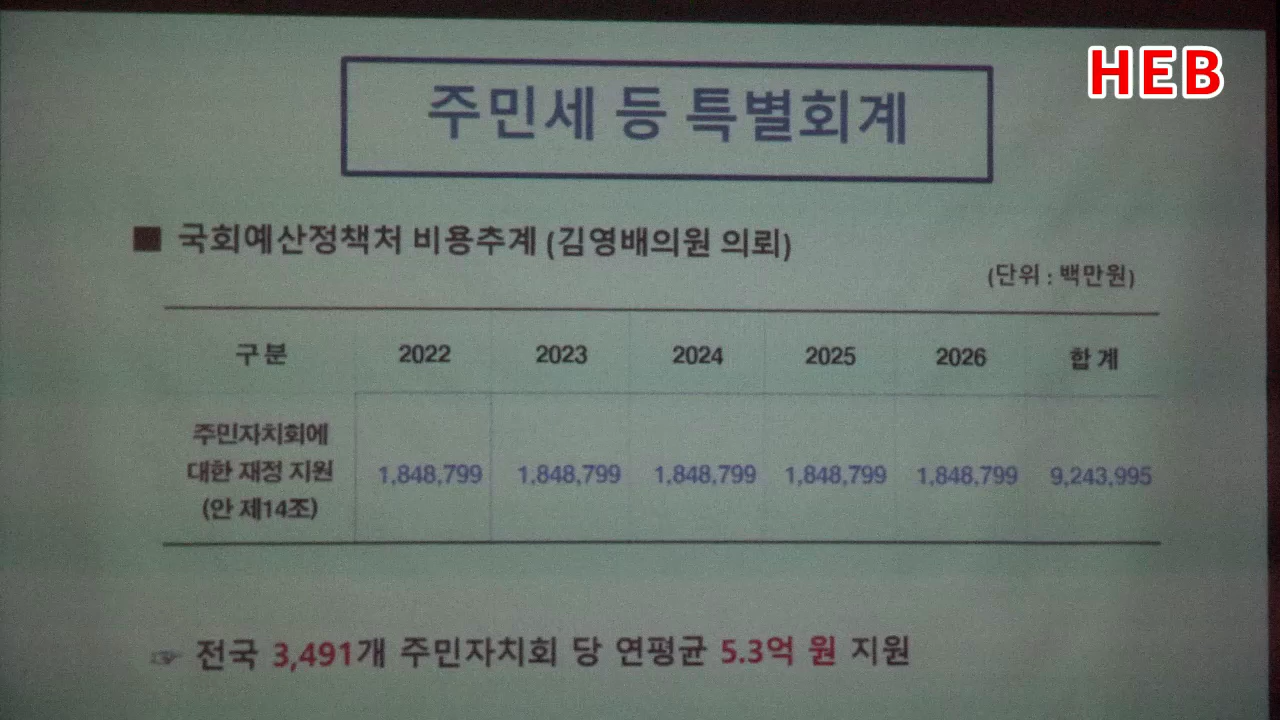 HEB
주민세 등 특별회계
■ 국회예산정책처 비용추계 (김영배의원 의뢰)
(단위 : 백만원)
구 분 2022 2023 2024 2025 2026 합 계
주민자치회에
대한 재정 지원
(안 제14조)
1,848,799 1,848,799 1,848,799 1,848,799 1,848,799 9,243,995
☞ 전국 3,491개 주민자치회 당 연평균 5.3억 원 지원